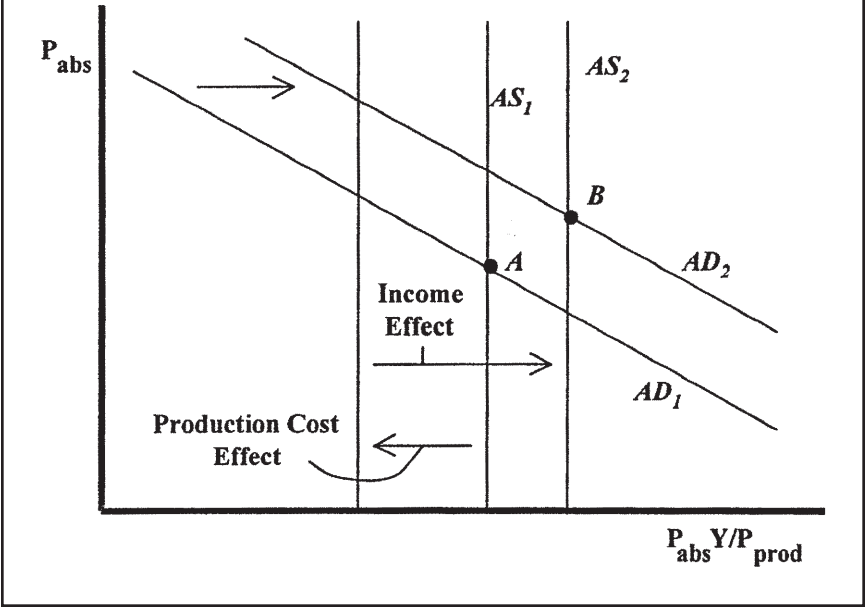 P_abs
AS_2
AS_1
B
A
AD_2
Income
Effect
AD_1
Production Cost
Effect
P_abs Y/P_prod